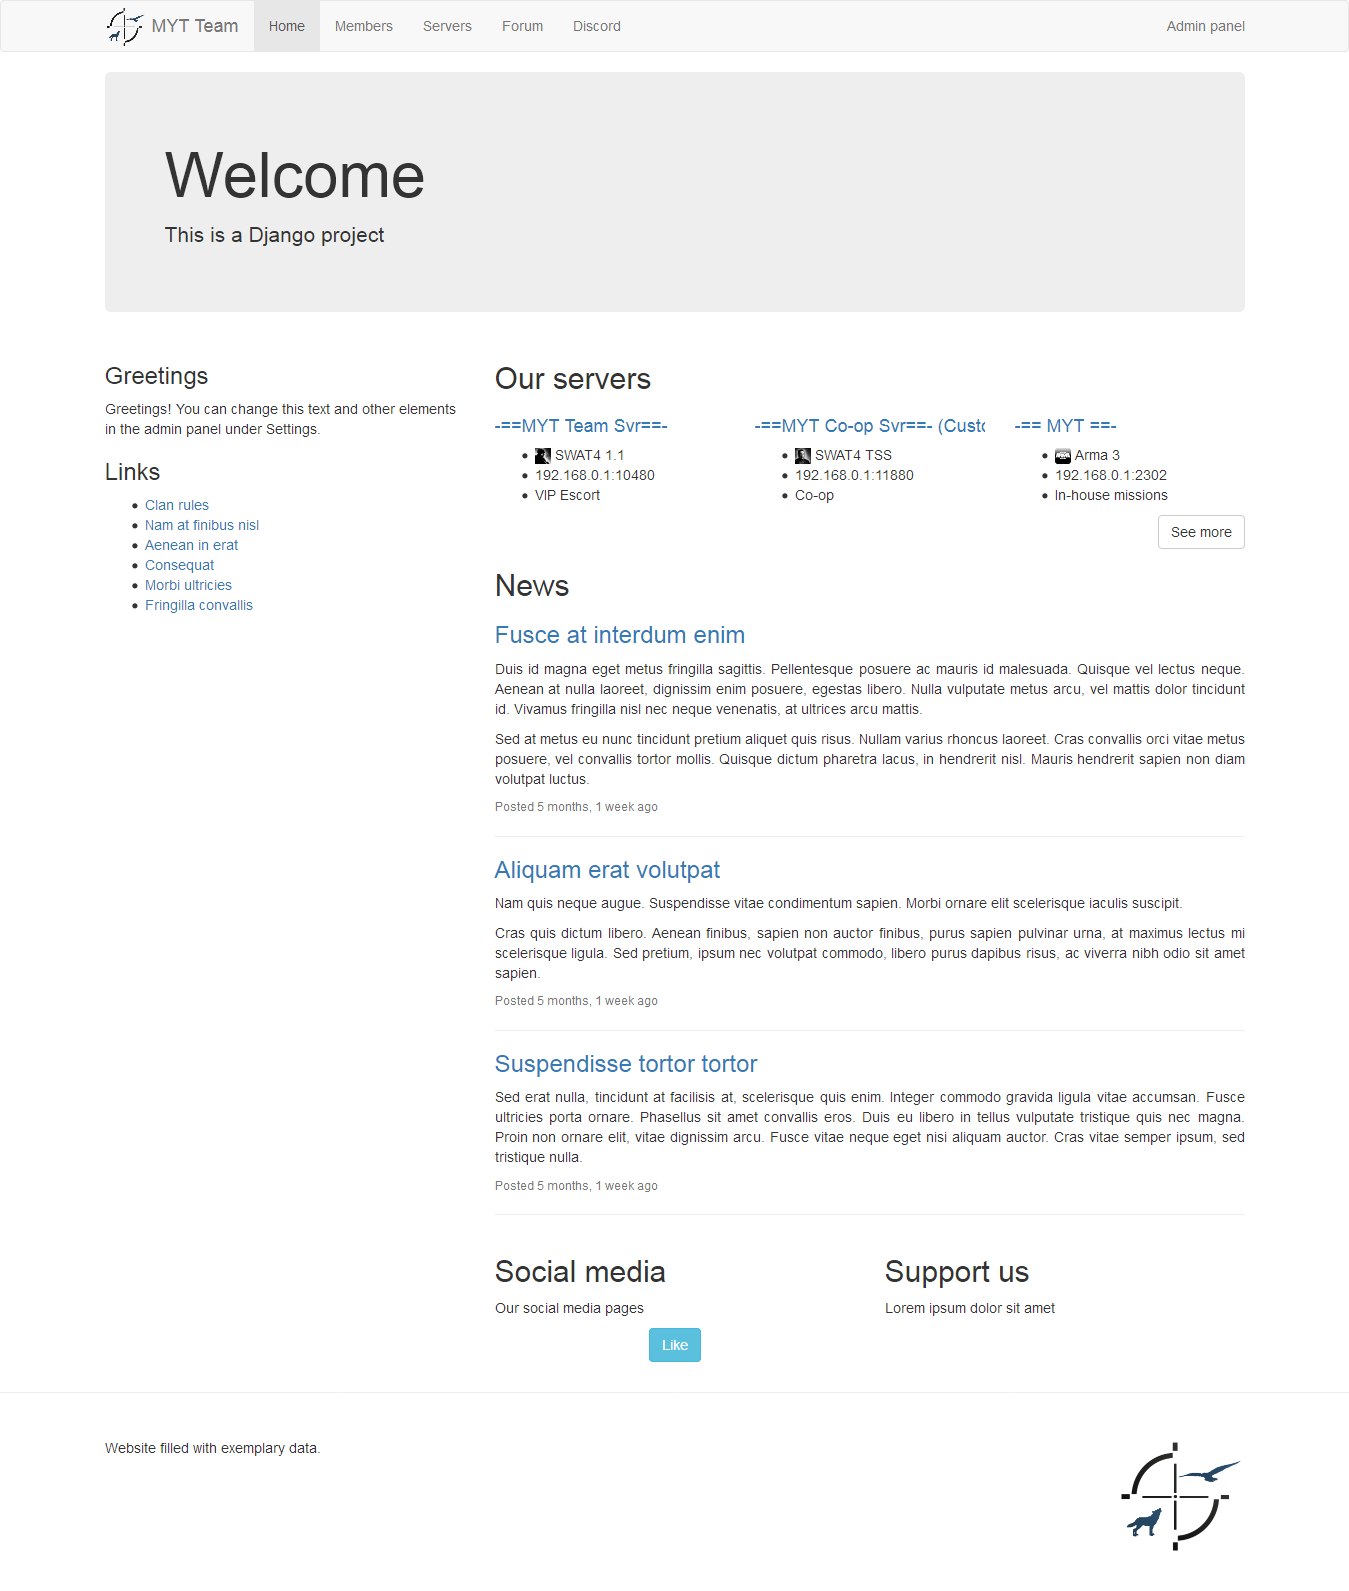 MYT Team Home Members Servers Forum Discord Admin panel
Welcome
This is a Django project
Greetings
Greetings! You can change this text and other elements
in the admin panel under Settings.
Links
Clan rules
Nam at finibus nisl
Aenean in erat
Consequat
Morbi ultricies
Fringilla convallis
Our servers
-==MYT Team Svr==-
SWAT4 1.1
192.168.0.1:10480
VIP Escort
-==MYT Co-op Svr==- (Custo
SWAT4 TSS
192.168.0.1:11880
Co-op
-== MYT ==-
Arma 3
192.168.0.1:2302
In-house missions
See more
News
Fusce at interdum enim
Duis id magna eget metus fringilla sagittis. Pellentesque posuere ac mauris id malesuada. Quisque vel lectus neque.
Aenean at nulla laoreet, dignissim enim posuere, egestas libero. Nulla vulputate metus arcu, vel mattis dolor tincidunt
id. Vivamus fringilla nisl nec neque venenatis, at ultrices arcu mattis.
Sed at metus eu nunc tincidunt pretium aliquet quis risus. Nullam varius rhoncus laoreet. Cras convallis orci vitae metus
posuere, vel convallis tortor mollis. Quisque dictum pharetra lacus, in hendrerit nisl. Mauris hendrerit sapien non diam
volutpat luctus.
Posted 5 months, 1 week ago
Aliquam erat volutpat
Nam quis neque augue. Suspendisse vitae condimentum sapien. Morbi ornare elit scelerisque iaculis suscipit.
Cras quis dictum libero. Aenean finibus, sapien non auctor finibus, purus sapien pulvinar urna, at maximus lectus mi
scelerisque ligula. Sed pretium, ipsum nec volutpat commodo, libero purus dapibus risus, ac viverra nibh odio sit amet
sapien.
Posted 5 months, 1 week ago
Suspendisse tortor tortor
Sed erat nulla, tincidunt at facilisis at, scelerisque quis enim. Integer commodo gravida ligula vitae accumsan. Fusce
ultricies porta ornare. Phasellus sit amet convallis eros. Duis eu libero in tellus vulputate tristique quis nec magna.
Proin non ornare elit, vitae dignissim arcu. Fusce vitae neque eget nisi aliquam auctor. Cras vitae semper ipsum, sed
tristique nulla.
Posted 5 months, 1 week ago
Social media
Our social media pages
Like
Support us
Lorem ipsum dolor sit amet
Website filled with exemplary data.